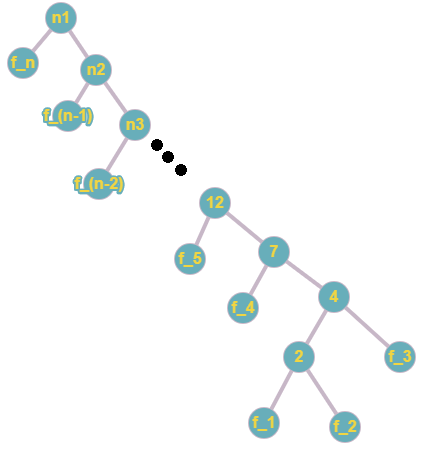 n1
f_n
n2
f_(n-1)
n3
f_(n-2)
12
f_5
7
f_4
4
2
f_3
f_1
f_2